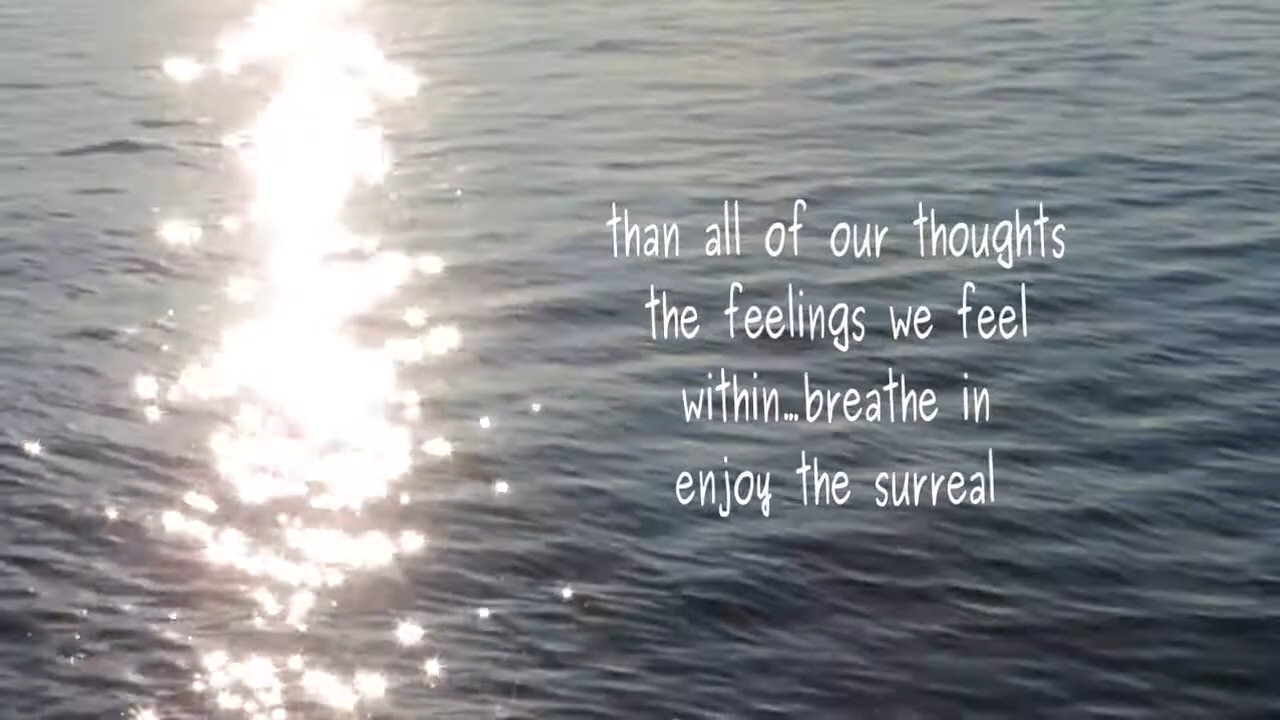 than all of our thoughts
the feelings we feel
within...breathe in
enjoy the surreal